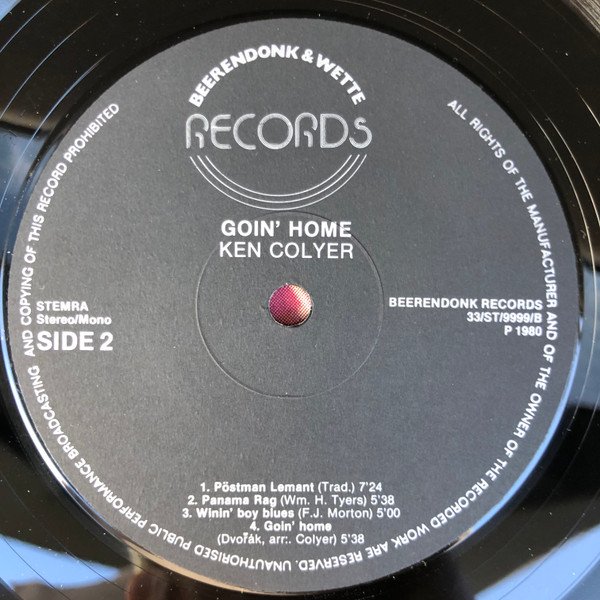 BEERENDONK & WETTE
RECORDS
GOIN' HOME
KEN COLYER
STEMRA
Stereo/Mono
SIDE 2
BEERENDONK RECORDS
33/ST/9999/B
P 1980
1. Pöstman Lemant (Trad.) 7'24
2. Panama Rag (Wm. H. Tyers) 5'38
3. Winin' boy blues (F.J. Morton) 5'00
4. Goin' home
(Dvořák, arr:. Colyer) 5'38
ALL RIGHTS OF THE MANUFACTURER AND OF THE OWNER OF THE RECORDED WORK ARE RESERVED. UNAUTHORISED PUBLIC PERFORMANCE BROADCASTING AND COPYING OF THIS RECORD PROHIBITED